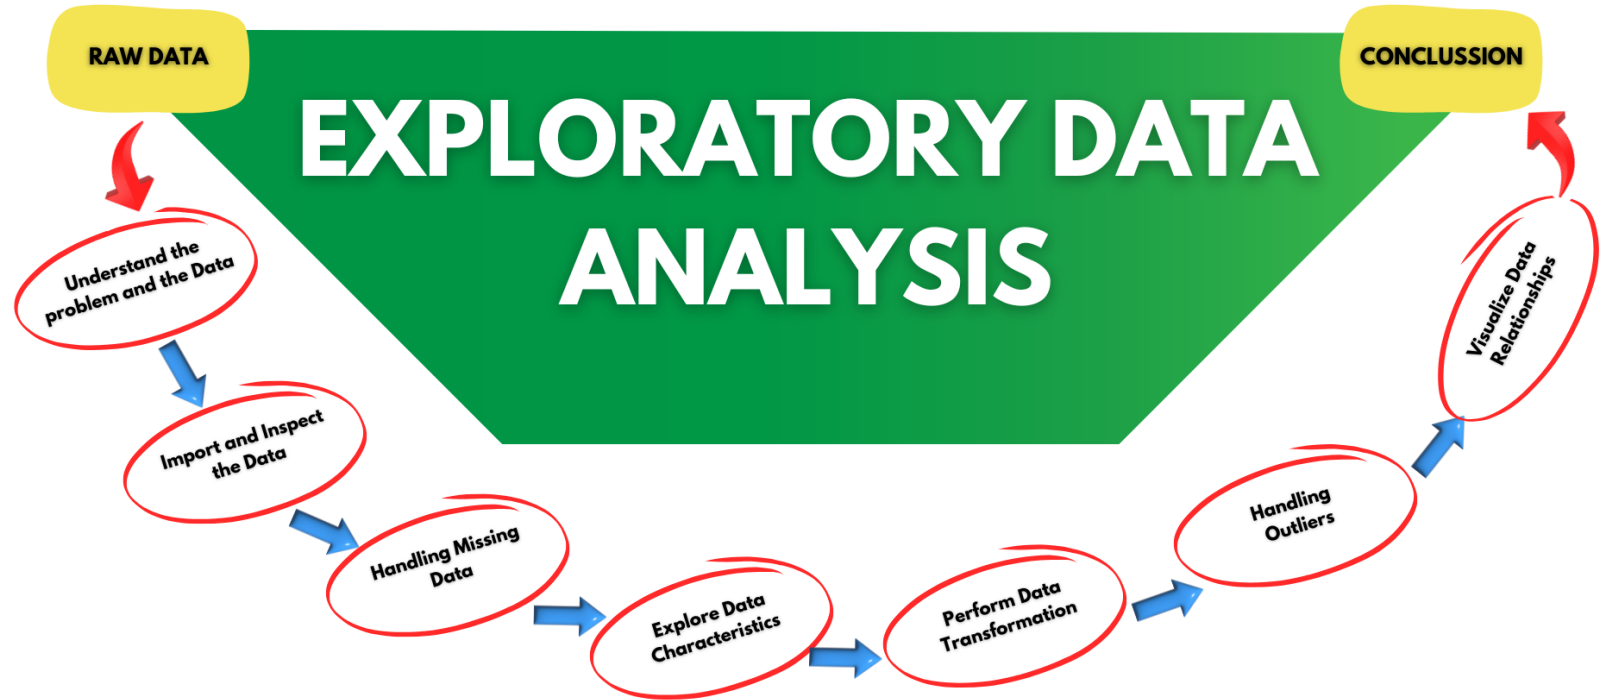 RAW DATA
CONCLUSSION
EXPLORATORY DATA
ANALYSIS
Understand the
problem and the Data
Import and Inspect
the Data
Handling Missing
Data
Explore Data
Characteristics
Perform Data
Transformation
Handling
Outliers
Visualize Data
Relationships